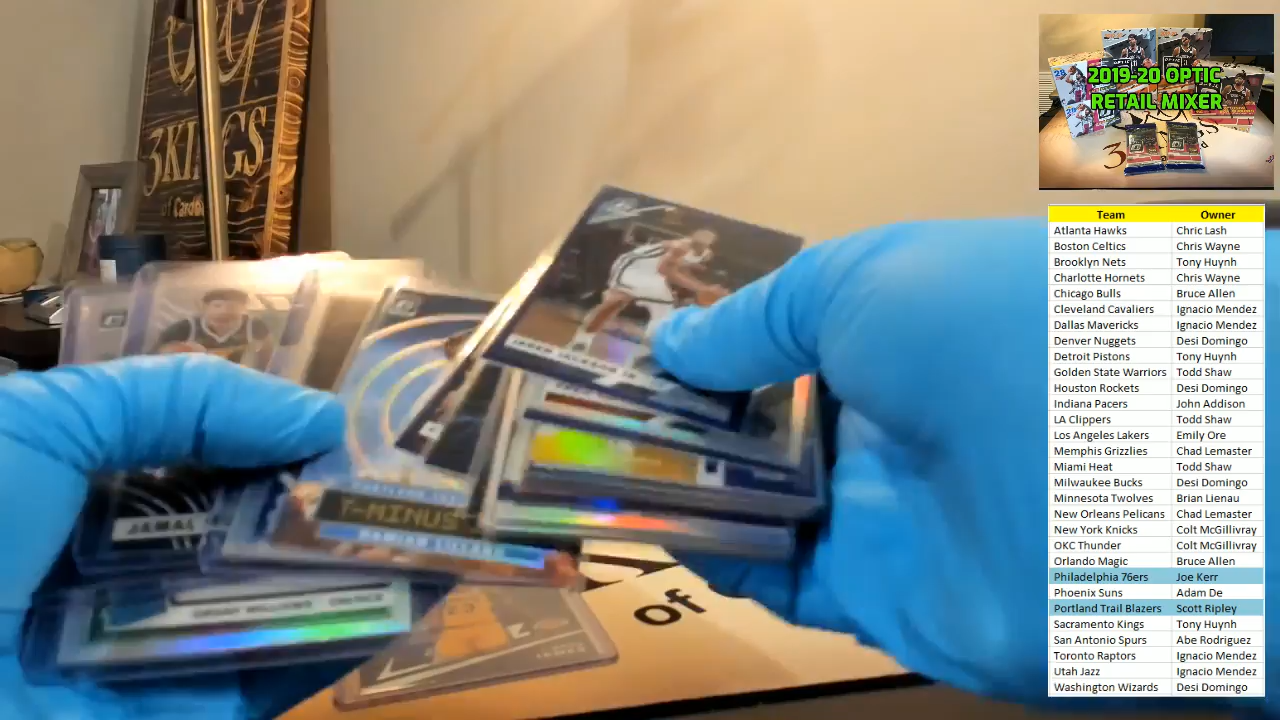 3KINGS
of Cardboard
2019-20 OPTIC
RETAIL MIXER
3
Team Owner
Atlanta Hawks Chric Lash
Boston Celtics Chris Wayne
Brooklyn Nets Tony Huynh
Charlotte Hornets Chris Wayne
Chicago Bulls Bruce Allen
Cleveland Cavaliers Ignacio Mendez
Dallas Mavericks Ignacio Mendez
Denver Nuggets Desi Domingo
Detroit Pistons Tony Huynh
Golden State Warriors Todd Shaw
Houston Rockets Desi Domingo
Indiana Pacers John Addison
LA Clippers Todd Shaw
Los Angeles Lakers Emily Ore
Memphis Grizzlies Chad Lemaster
Miami Heat Todd Shaw
Milwaukee Bucks Desi Domingo
Minnesota Twolves Brian Lienau
New Orleans Pelicans Chad Lemaster
New York Knicks Colt McGillivray
OKC Thunder Colt McGillivray
Orlando Magic Bruce Allen
Philadelphia 76ers Joe Kerr
Phoenix Suns Adam De
Portland Trail Blazers Scott Ripley
Sacramento Kings Tony Huynh
San Antonio Spurs Abe Rodriguez
Toronto Raptors Ignacio Mendez
Utah Jazz Ignacio Mendez
Washington Wizards Desi Domingo
JAREN JACKSON
T-MINUS
DAMIAN LILLARD
JAMAL
of